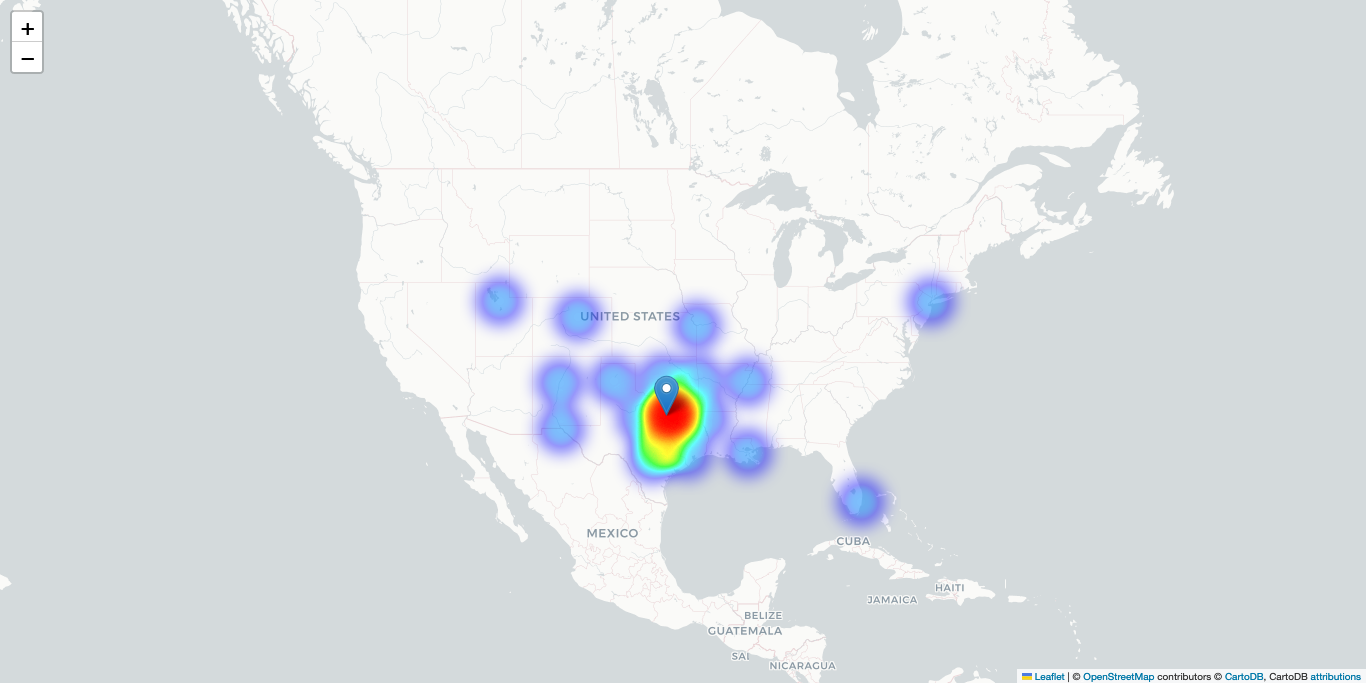 +
−
UNITED STATES
MEXICO
CUBA
HAITI
JAMAICA
BELIZE
GUATEMALA
SAL
NICARAGUA
Leaflet | © OpenStreetMap contributors © CartoDB, CartoDB attributions